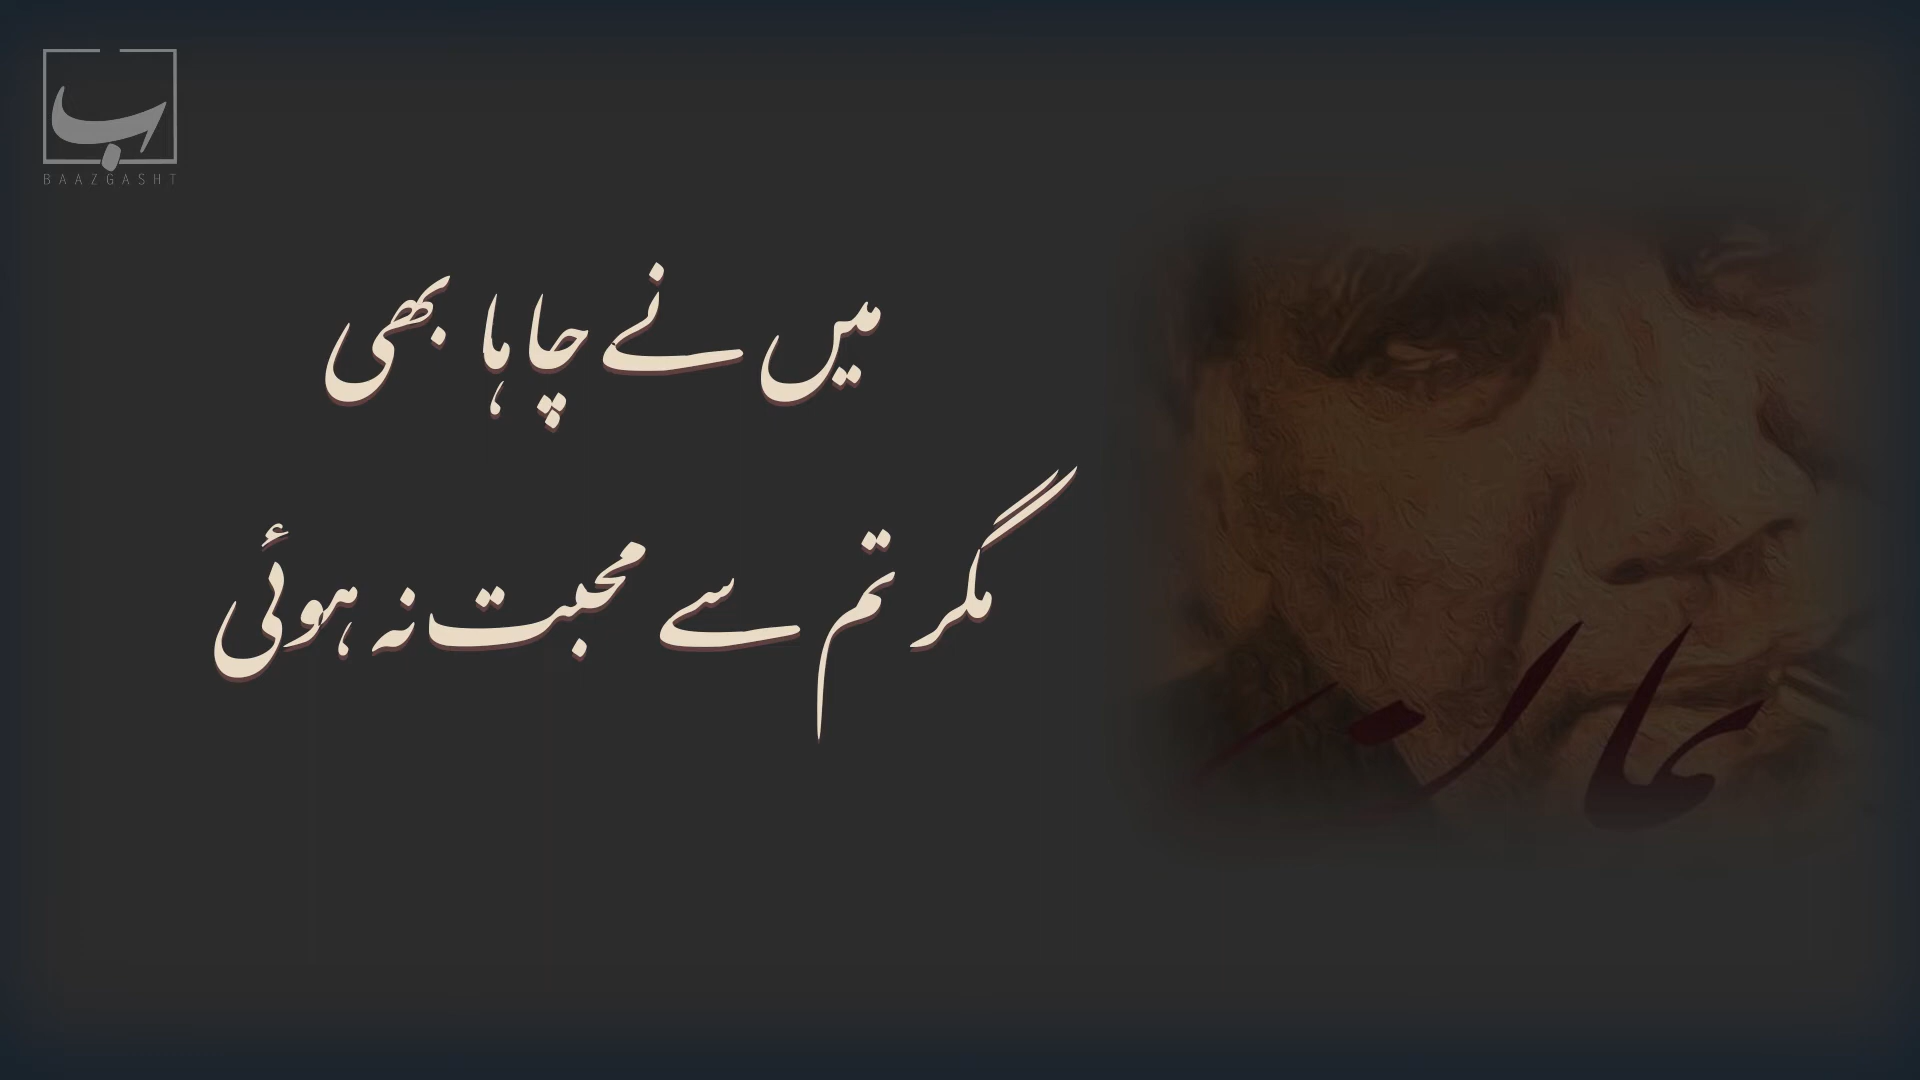 ب
BAAZGASHT
میں نے چاہا بھی
مگر تم سے محبت نہ ہوئی